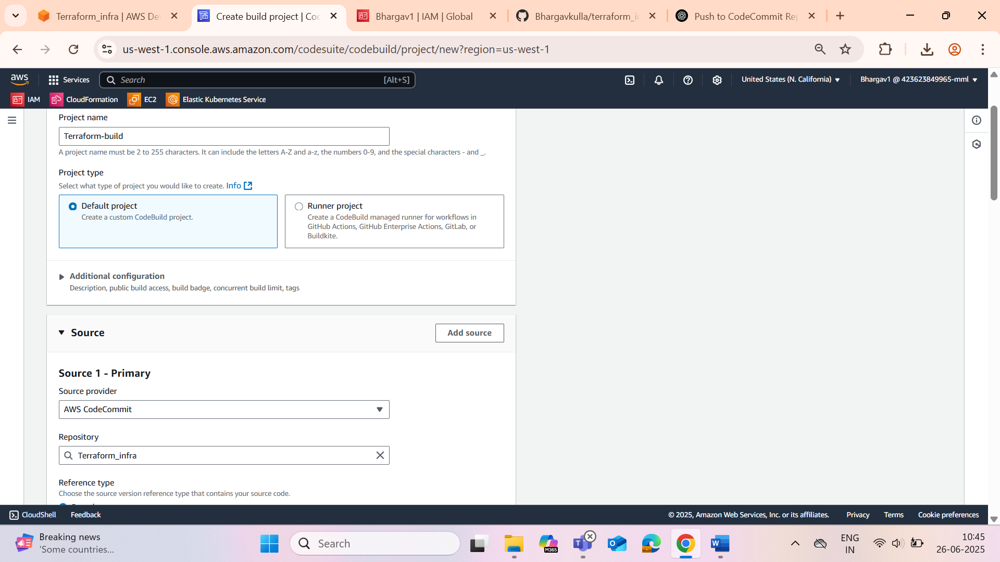 Terraform_infra | AWS De
Create build project | Co
Bhargav1 | IAM | Global
Bhargavkulla/terraform_i
Push to CodeCommit Re
us-west-1.console.aws.amazon.com/codesuite/codebuild/project/new?region=us-west-1
aws
Services
Search
[Alt+S]
United States (N. California)
Bhargav1 @ 423623849965-mml
IAM
CloudFormation
EC2
Elastic Kubernetes Service
Project name
Terraform-build
A project name must be 2 to 255 characters. It can include the letters A-Z and a-z, the numbers 0-9, and the special characters - and _.
Project type
Select what type of project you would like to create. Info
Default project
Create a custom CodeBuild project.
Runner project
Create a CodeBuild managed runner for workflows in
GitHub Actions, GitHub Enterprise Actions, GitLab, or
Buildkite.
Additional configuration
Description, public build access, build badge, concurrent build limit, tags
Source
Add source
Source 1 - Primary
Source provider
AWS CodeCommit
Repository
Terraform_infra
Reference type
Choose the source version reference type that contains your source code.
CloudShell
Feedback
© 2025, Amazon Web Services, Inc. or its affiliates.
Privacy
Terms
Cookie preferences
Breaking news
'Some countries...
Search
M365
ENG
IN
10:45
26-06-2025